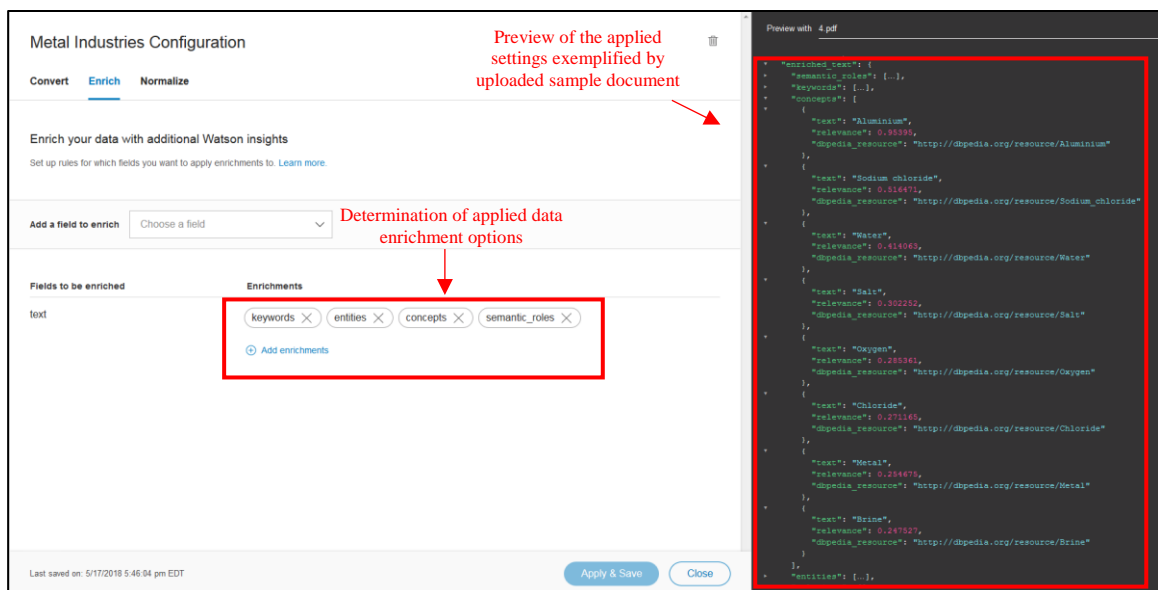 Metal Industries Configuration
Convert Enrich Normalize
Enrich your data with additional Watson insights
Set up rules for which fields you want to apply enrichments to. Learn more.
Add a field to enrich Choose a field
Fields to be enriched Enrichments
text keywords entities concepts semantic_roles
Add enrichments
Last saved on: 5/17/2018 5:46:04 pm EDT
Apply & Save Close
Preview of the applied
settings exemplified by
uploaded sample document
Determination of applied data
enrichment options
Preview with 4.pdf
"enriched_text": {
"semantic_roles": […],
"keywords": […],
"concepts": [
{
"text": "Aluminium",
"relevance": 0.95395,
"dbpedia_resource": "http://dbpedia.org/resource/Aluminium"
},
{
"text": "Sodium chloride",
"relevance": 0.516471,
"dbpedia_resource": "http://dbpedia.org/resource/Sodium_chloride"
},
{
"text": "Water",
"relevance": 0.414063,
"dbpedia_resource": "http://dbpedia.org/resource/Water"
},
{
"text": "Salt",
"relevance": 0.302252,
"dbpedia_resource": "http://dbpedia.org/resource/Salt"
},
{
"text": "Oxygen",
"relevance": 0.285361,
"dbpedia_resource": "http://dbpedia.org/resource/Oxygen"
},
{
"text": "Chloride",
"relevance": 0.271165,
"dbpedia_resource": "http://dbpedia.org/resource/Chloride"
},
{
"text": "Metal",
"relevance": 0.254675,
"dbpedia_resource": "http://dbpedia.org/resource/Metal"
},
{
"text": "Brine",
"relevance": 0.247527,
"dbpedia_resource": "http://dbpedia.org/resource/Brine"
}
],
"entities": […],